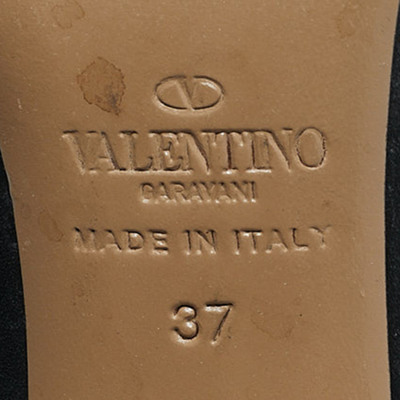 V
VALENTINO
GARAVANI
MADE IN ITALY
37